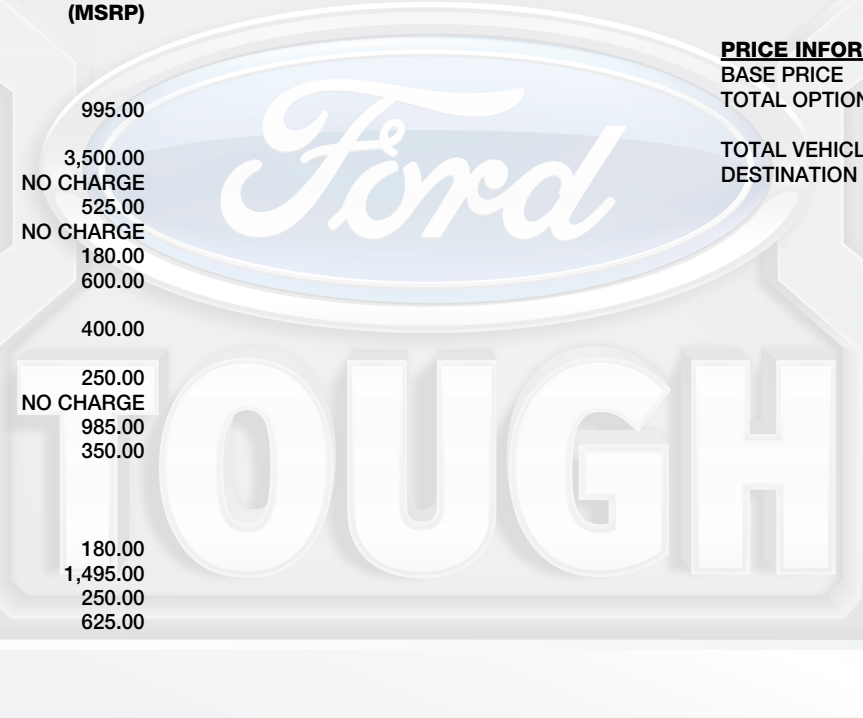 (MSRP)
995.00
3,500.00
NO CHARGE
525.00
NO CHARGE
180.00
600.00
400.00
250.00
NO CHARGE
985.00
350.00
180.00
1,495.00
250.00
625.00
PRICE INFOR
BASE PRICE
TOTAL OPTION
TOTAL VEHICL
DESTINATION
Ford
TOUGH